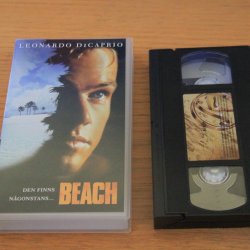 LEONARDO DICAPRIO
DEN FINNS
NÅGONSTANS...
BEACH